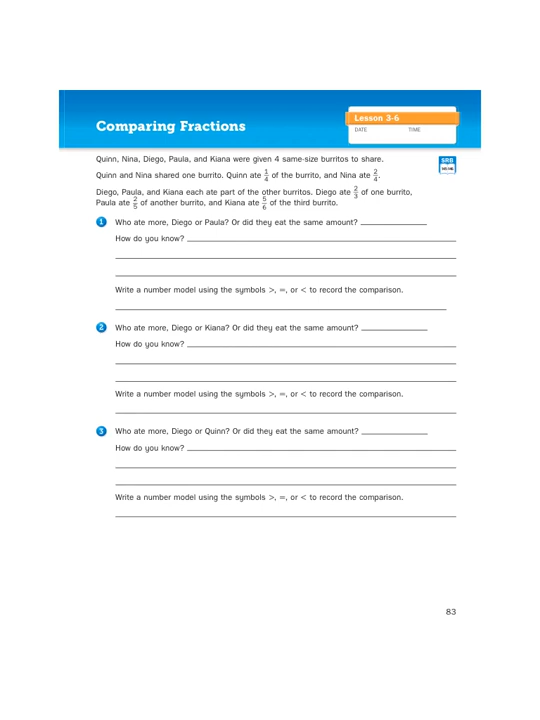 Comparing Fractions
Lesson 3-6
DATE TIME
SRB
Quinn, Nina, Diego, Paula, and Kiana were given 4 same-size burritos to share.
Quinn and Nina shared one burrito. Quinn ate 1/4 of the burrito, and Nina ate 2/4.
Diego, Paula, and Kiana each ate part of the other burritos. Diego ate 2/3 of one burrito,
Paula ate 2/5 of another burrito, and Kiana ate 5/6 of the third burrito.
1 Who ate more, Diego or Paula? Or did they eat the same amount?
How do you know?
Write a number model using the symbols >, =, or < to record the comparison.
2 Who ate more, Diego or Kiana? Or did they eat the same amount?
How do you know?
Write a number model using the symbols >, =, or < to record the comparison.
3 Who ate more, Diego or Quinn? Or did they eat the same amount?
How do you know?
Write a number model using the symbols >, =, or < to record the comparison.
83